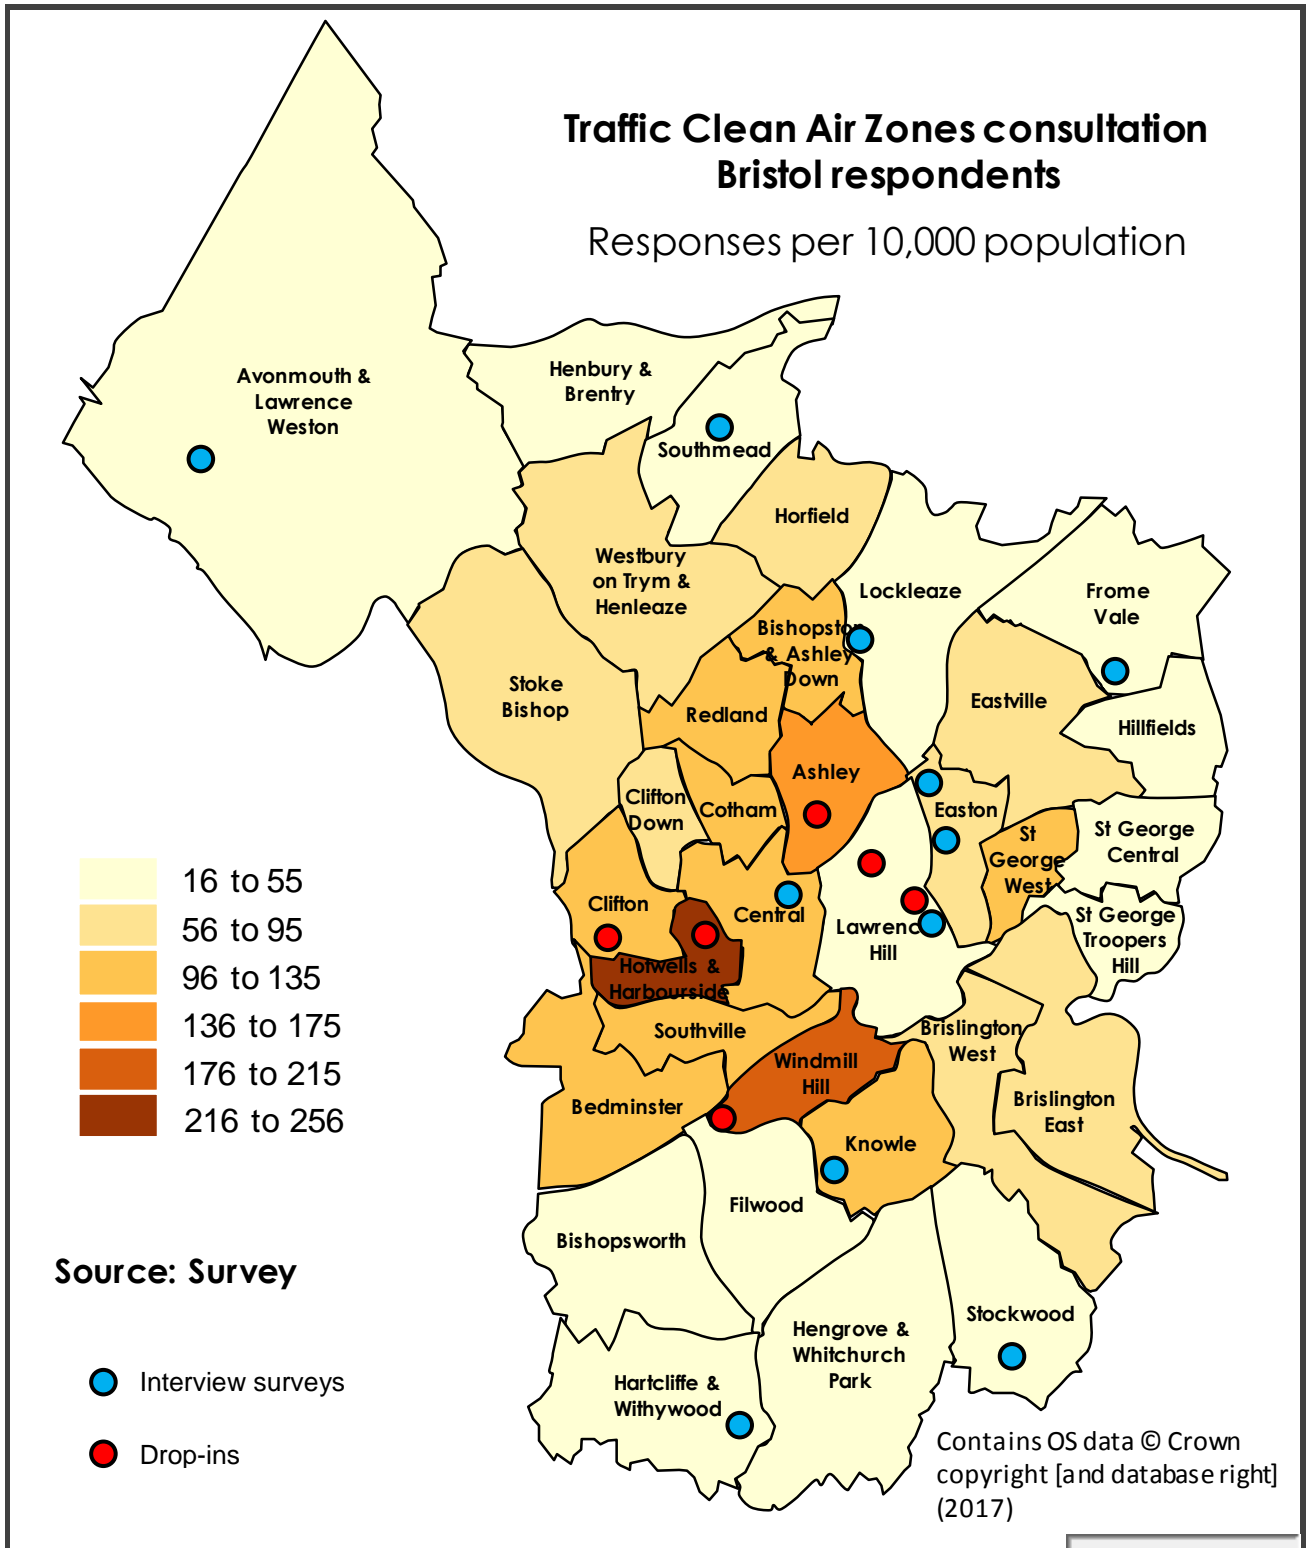 Traffic Clean Air Zones consultation
Bristol respondents
Responses per 10,000 population
Avonmouth &
Lawrence
Weston
Henbury &
Brentry
Southmead
Horfield
Westbury
on Trym &
Henleaze
Lockleaze
Frome
Vale
Bishopston
& Ashley
Down
Stoke
Bishop
Redland
Eastville
Hillfields
Ashley
Clifton
Down
Cotham
Easton
St
George
West
St George
Central
Clifton
Central
Lawrence
Hill
St George
Troopers
Hill
Hotwells &
Harbourside
Southville
Brislington
West
Windmill
Hill
Bedminster
Brislington
East
Knowle
Filwood
Bishopsworth
Stockwood
Hengrove &
Whitchurch
Park
Hartcliffe &
Withywood
16 to 55
56 to 95
96 to 135
136 to 175
176 to 215
216 to 256
Source: Survey
Interview surveys
Drop-ins
Contains OS data © Crown
copyright [and database right]
(2017)